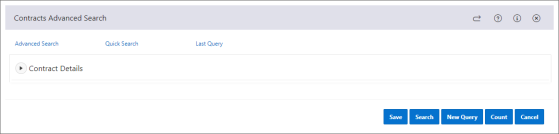 Contracts Advanced Search
Advanced Search Quick Search Last Query
Contract Details
Save Search New Query Count Cancel